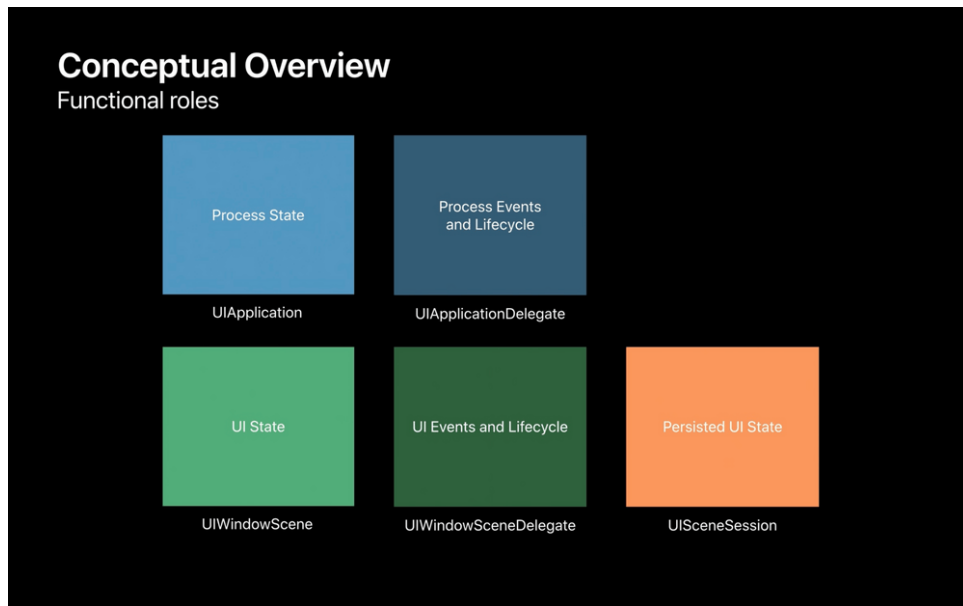 Conceptual Overview
Functional roles
Process State
Process Events
and Lifecycle
UIApplication
UIApplicationDelegate
UI State
UI Events and Lifecycle
Persisted UI State
UIWindowScene
UIWindowSceneDelegate
UISceneSession